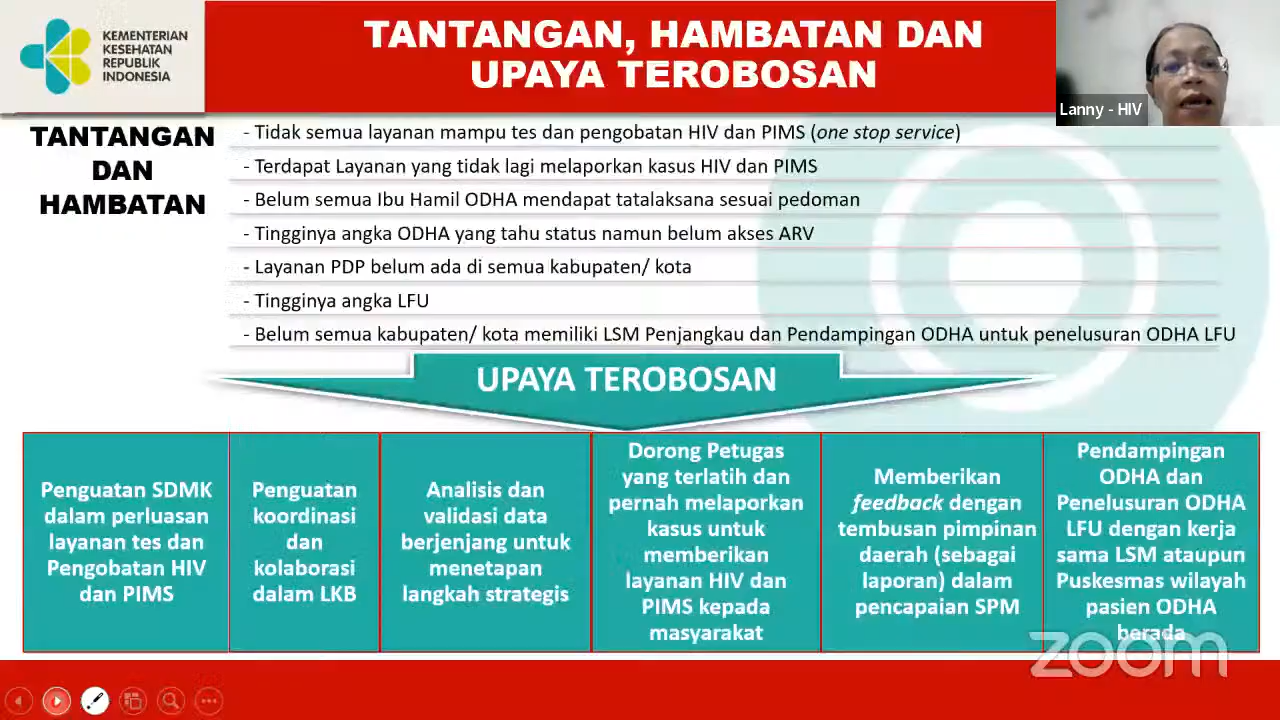 KEMENTERIAN
KESEHATAN
REPUBLIK
INDONESIA
TANTANGAN, HAMBATAN DAN
UPAYA TEROBOSAN
Lanny - HIV
TANTANGAN
DAN
HAMBATAN
- Tidak semua layanan mampu tes dan pengobatan HIV dan PIMS (one stop service)
- Terdapat Layanan yang tidak lagi melaporkan kasus HIV dan PIMS
- Belum semua Ibu Hamil ODHA mendapat tatalaksana sesuai pedoman
- Tingginya angka ODHA yang tahu status namun belum akses ARV
- Layanan PDP belum ada di semua kabupaten/ kota
- Tingginya angka LFU
- Belum semua kabupaten/ kota memiliki LSM Penjangkau dan Pendampingan ODHA untuk penelusuran ODHA LFU
UPAYA TEROBOSAN
Penguatan SDMK
dalam perluasan
layanan tes dan
Pengobatan HIV
dan PIMS
Penguatan
koordinasi
dan
kolaborasi
dalam LKB
Analisis dan
validasi data
berjenjang untuk
menetapan
langkah strategis
Dorong Petugas
yang terlatih dan
pernah melaporkan
kasus untuk
memberikan
layanan HIV dan
PIMS kepada
masyarakat
Memberikan
feedback dengan
tembusan pimpinan
daerah (sebagai
laporan) dalam
pencapaian SPM
Pendampingan
ODHA dan
Penelusuran ODHA
LFU dengan kerja
sama LSM ataupun
Puskesmas wilayah
pasien ODHA
berada
zoom